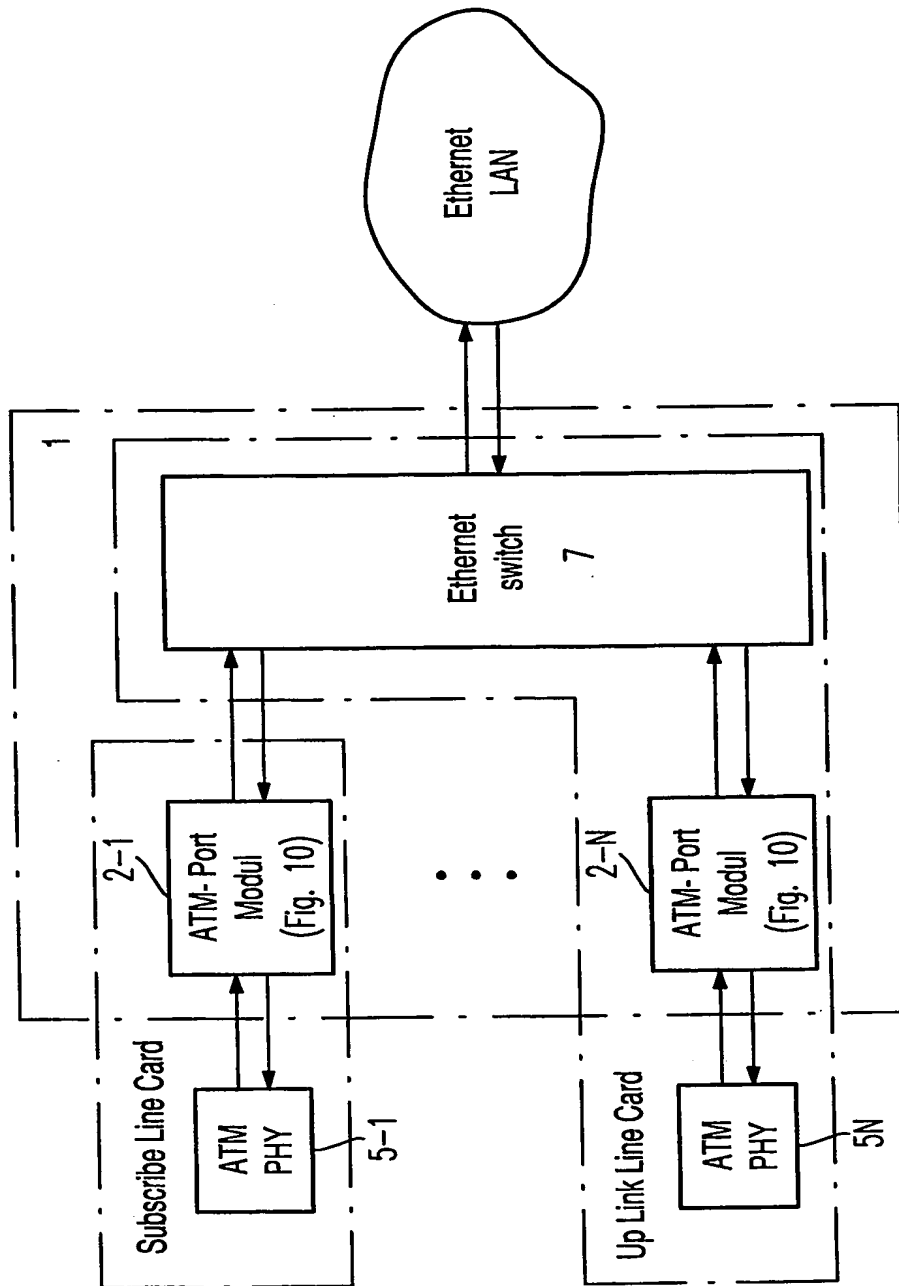 Subscribe Line Card
ATM
PHY
5-1
2-1
ATM-Port
Modul
(Fig. 10)
1
Ethernet
switch
7
Ethernet
LAN
Up Link Line Card
ATM
PHY
5N
2-N
ATM-Port
Modul
(Fig. 10)